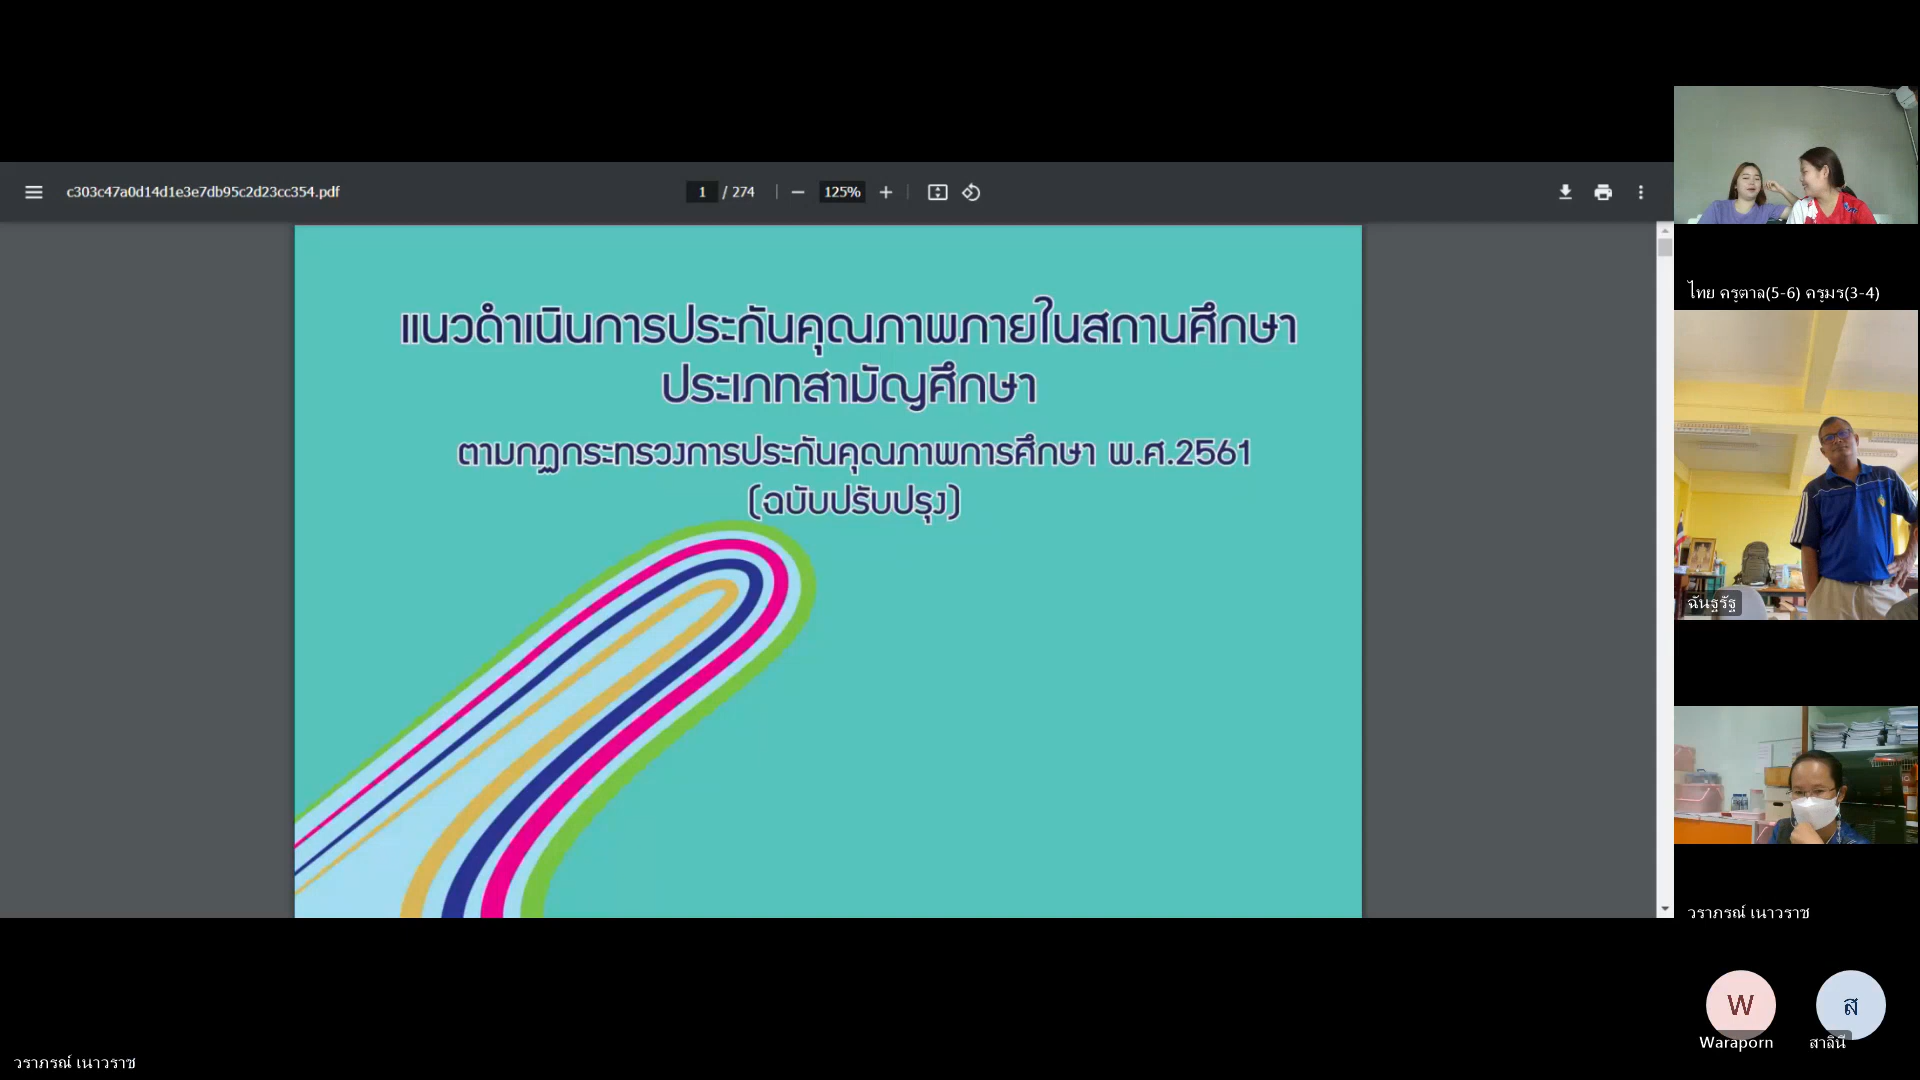 c303c47a0d14d1e3e7db95c2d23cc354.pdf
1 / 274
125%
แนวดำเนินการประกันคุณภาพภายในสถานศึกษา
ประเภทสามัญศึกษา
ตามกฎกระทรวงการประกันคุณภาพการศึกษา พ.ศ.2561
(ฉบับปรับปรุง)
ไทย ครูตาล(5-6) ครูมร(3-4)
ฉันฐรัฐ
วราภรณ์ เนาวราช
W
ส
Waraporn
สาลินี
วราภรณ์ เนาวราช